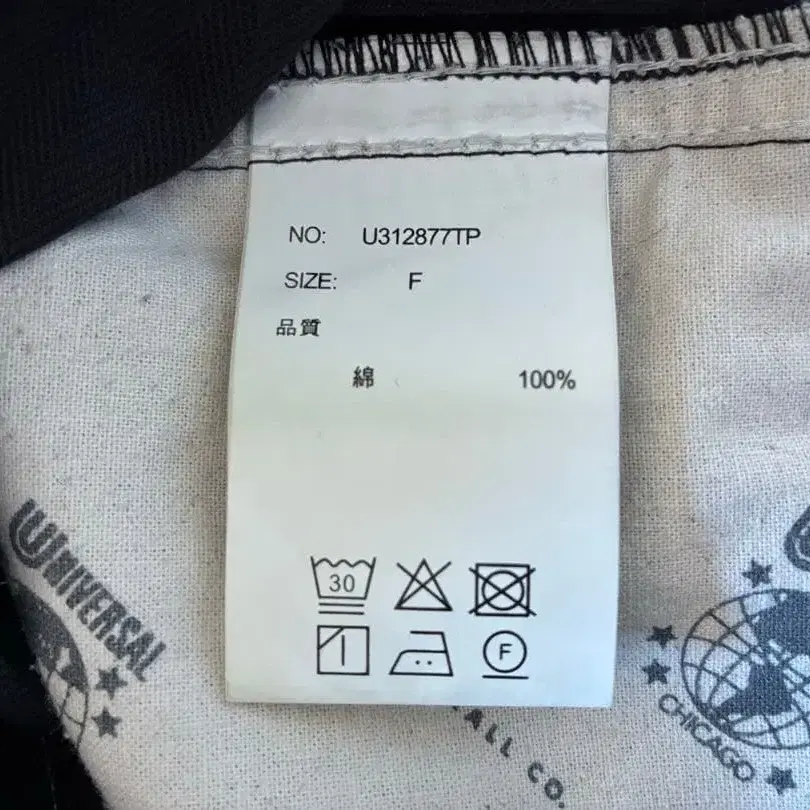 NO: U312877TP
SIZE: F
品質
綿 100%
30
F
UNIVERSAL
ALL CO.
CHICAGO